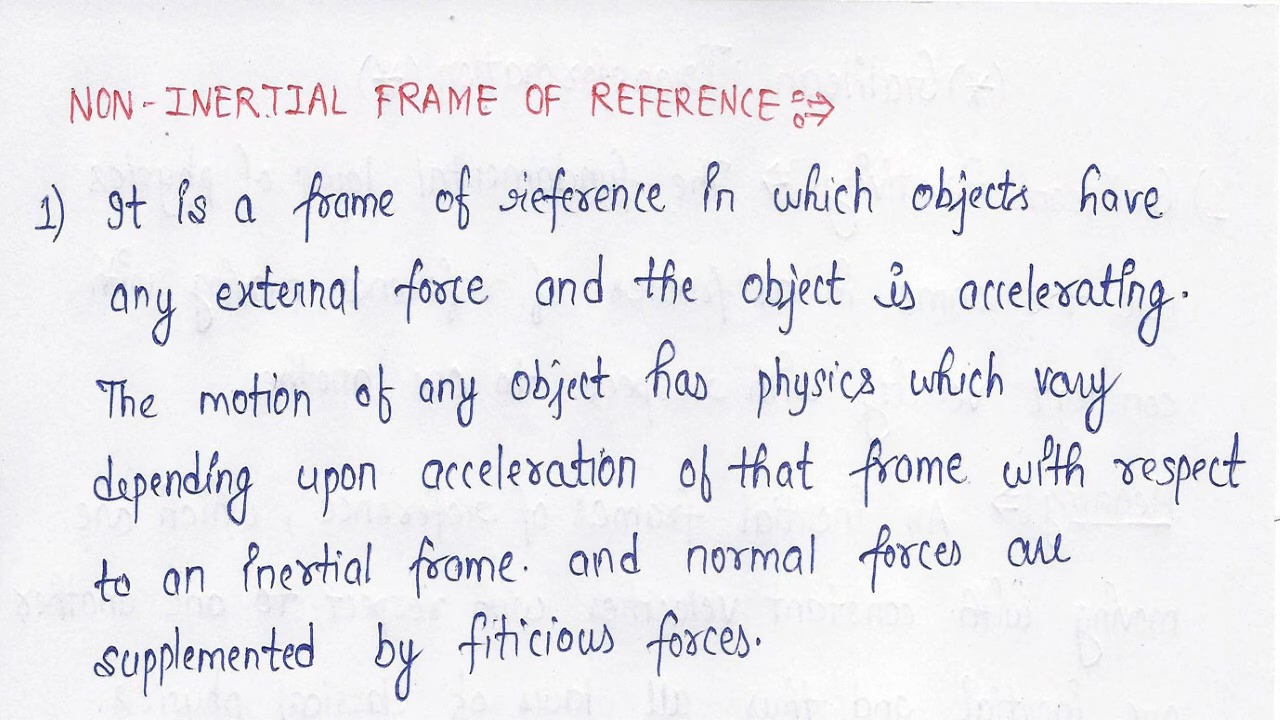 NON-INERTIAL FRAME OF REFERENCE :⇒
1) It is a frame of reference in which objects have
any external force and the object is accelerating.
The motion of any object has physics which vary
depending upon acceleration of that frame with respect
to an inertial frame. and normal forces are
supplemented by fiticious forces.